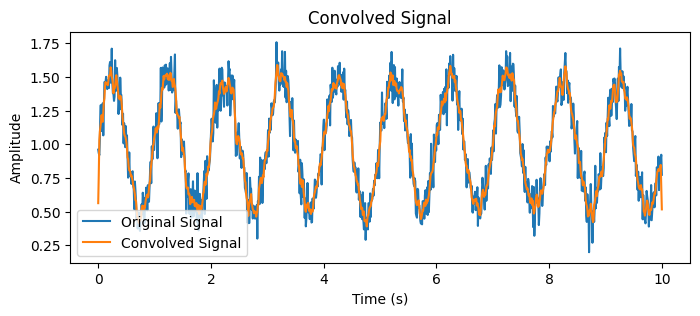 Convolved Signal
Amplitude
1.75
1.50
1.25
1.00
0.75
0.50
0.25
Original Signal
Convolved Signal
0 2 4 6 8 10
Time (s)